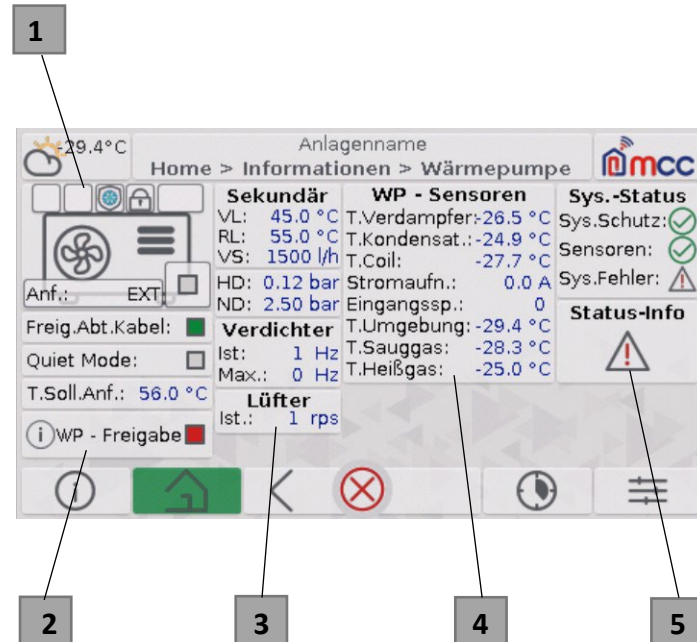 1
-29.4°C
Anlagenname
Home > Informationen > Wärmepumpe
mcc
Anf.:
EXT:
Freig.Abt.Kabel:
Quiet Mode:
T.Soll.Anf.: 56.0 °C
i WP - Freigabe
Sekundär
VL: 45.0 °C
RL: 55.0 °C
VS: 1500 l/h
HD: 0.12 bar
ND: 2.50 bar
Verdichter
Ist: 1 Hz
Max.: 0 Hz
Lüfter
Ist.: 1 rps
WP - Sensoren
T.Verdampfer:-26.5 °C
T.Kondensat.:-24.9 °C
T.Coil: -27.7 °C
Stromaufn.: 0.0 A
Eingangssp.: 0
T.Umgebung: -29.4 °C
T.Sauggas: -28.3 °C
T.Heißgas: -25.0 °C
Sys.-Status
Sys.Schutz:
Sensoren:
Sys.Fehler:
Status-Info
i
2
3
4
5